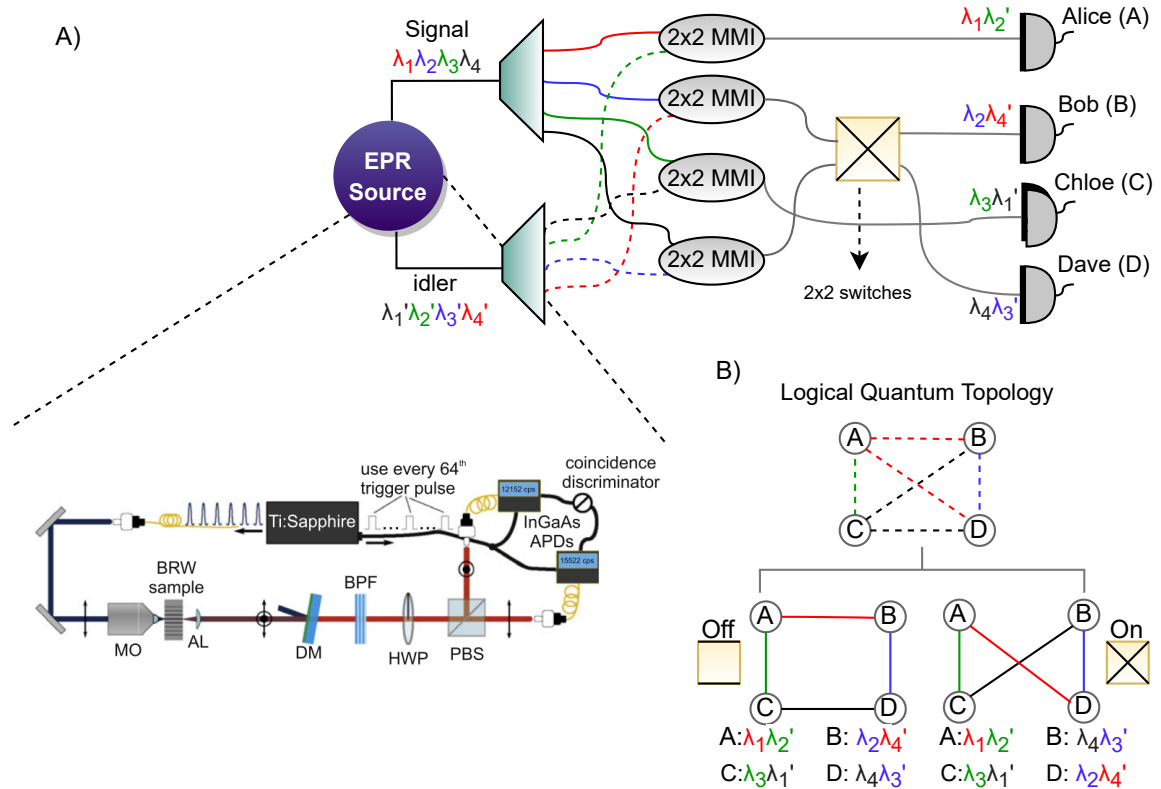 A)
Signal
λ1λ2λ3λ4
EPR
Source
idler
λ1'λ2'λ3'λ4'
2x2 MMI
2x2 MMI
2x2 MMI
2x2 MMI
2x2 switches
λ1λ2'
Alice (A)
λ2λ4'
Bob (B)
λ3λ1'
Chloe (C)
λ4λ3'
Dave (D)
use every 64th
trigger pulse
coincidence
discriminator
12152 cps
Ti:Sapphire
InGaAs
APDs
15522 cps
BRW
sample
BPF
MO
AL
DM
HWP
PBS
B)
Logical Quantum Topology
A
B
C
D
Off
A
B
C
D
A
B
C
D
On
A:λ1λ2'
B: λ2λ4'
C:λ3λ1'
D: λ4λ3'
A:λ1λ2'
B: λ4λ3'
C:λ3λ1'
D: λ2λ4'